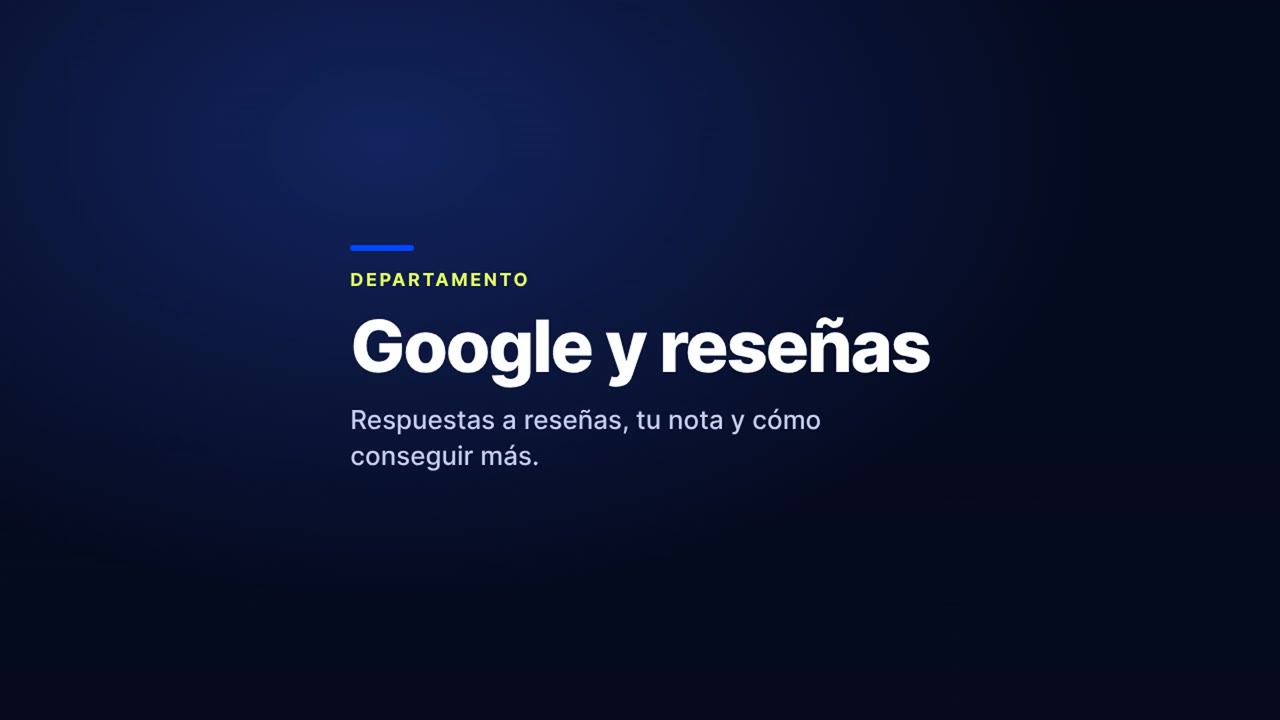 DEPARTAMENTO
Google y reseñas
Respuestas a reseñas, tu nota y cómo
conseguir más.